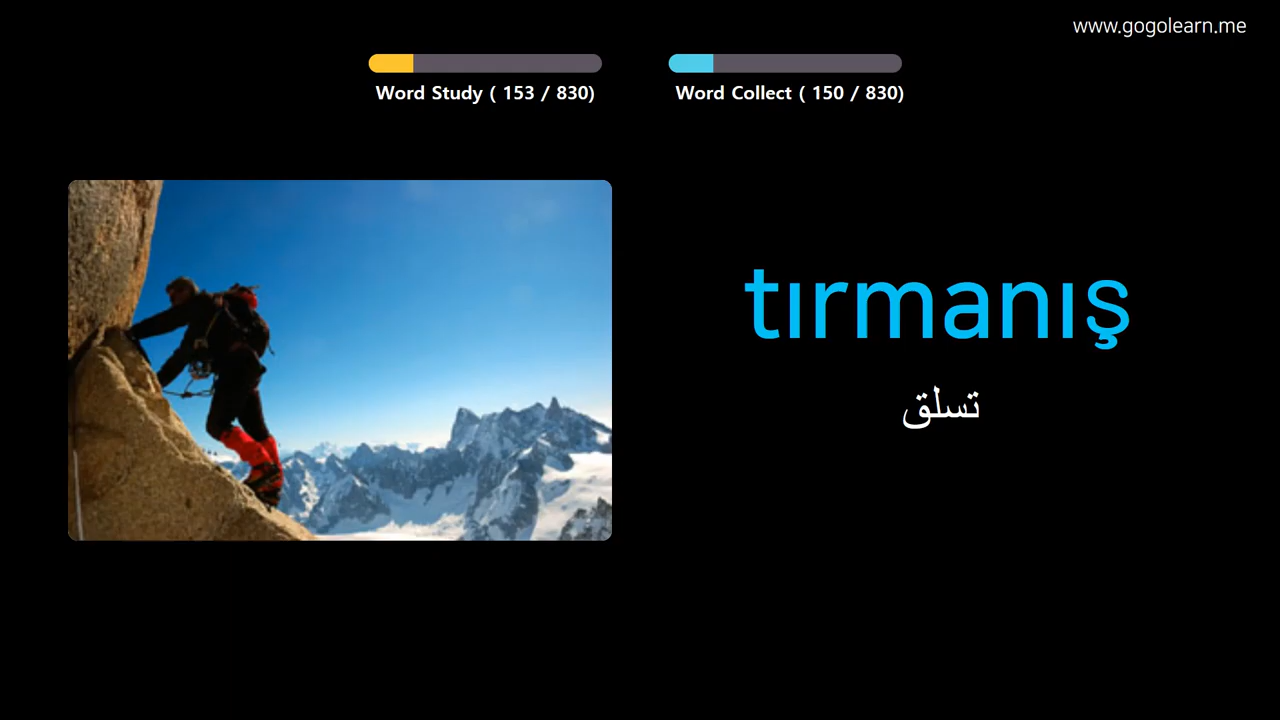 www.gogolearn.me
Word Study ( 153 / 830)
Word Collect ( 150 / 830)
tırmanış
تسلق